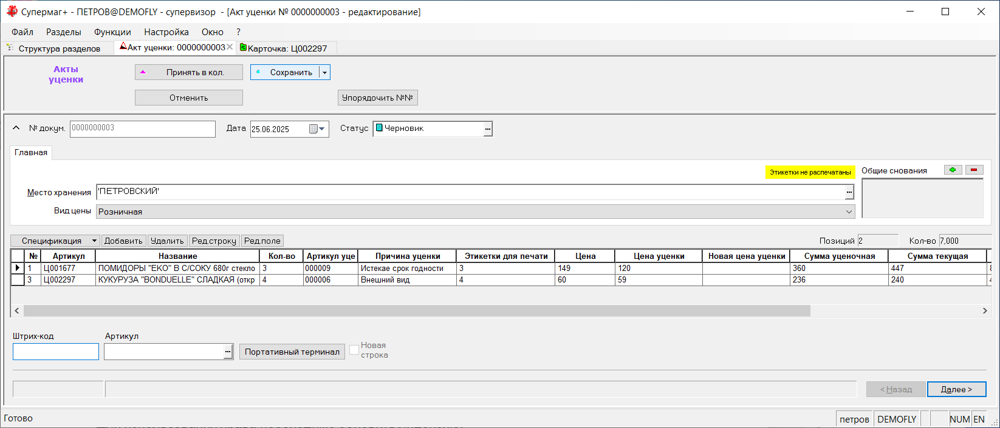 Супермаг+ - ПЕТРОВ@DEMOFLY - супервизор - [Акт уценки № 0000000003 - редактирование]
Файл Разделы Функции Настройка Окно ?
Структура разделов Акт уценки: 0000000003 Карточка: Ц002297
Акты уценки
Принять в кол. Сохранить
Отменить Упорядочить №№
№ докум. 0000000003 Дата 25.06.2025 Статус Черновик
Главная
Этикетки не распечатаны Общие снования
Место хранения 'ПЕТРОВСКИЙ'
Вид цены Розничная
Спецификация Добавить Удалить Ред.строку Ред.поле Позиций 2 Кол-во 7,000
№ Артикул Название Кол-во Артикул уце Причина уценки Этикетки для печати Цена Цена уценки Новая цена уценки Сумма уценочная Сумма текущая
1 Ц001677 ПОМИДОРЫ "ЕКО" В С/СОКУ 680г стекло 3 000009 Истекае срок годности 3 149 120 360 447
3 Ц002297 КУКУРУЗА "BONDUELLE" СЛАДКАЯ (откр 4 000006 Внешний вид 4 60 59 236 240
Штрих-код Артикул
Портативный терминал Новая строка
< Назад Далее >
Готово петров DEMOFLY NUM EN